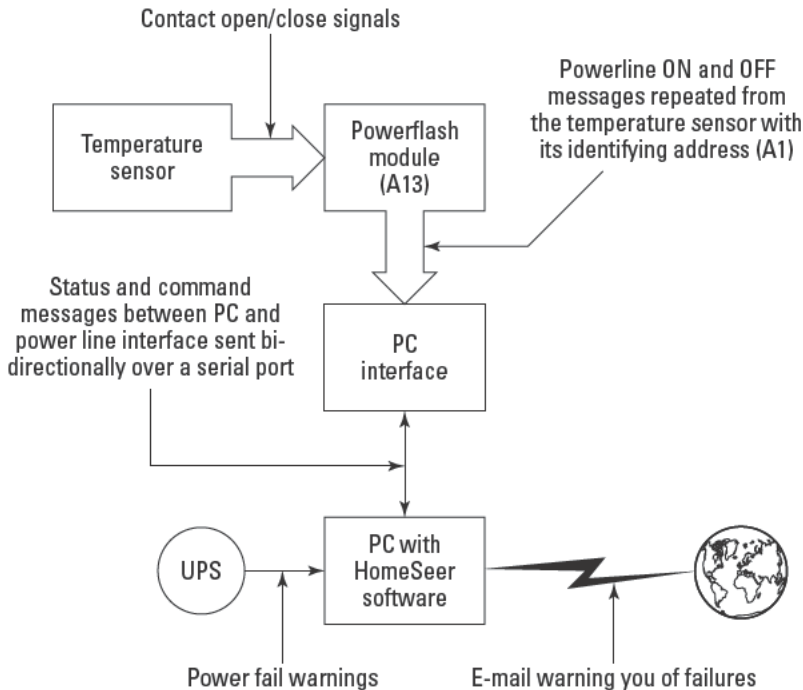 Contact open/close signals
Powerline ON and OFF
messages repeated from
the temperature sensor with
its identifying address (A1)
Temperature
sensor
Powerflash
module
(A13)
Status and command
messages between PC and
power line interface sent bi-
directionally over a serial port
PC
interface
UPS
PC with
HomeSeer
software
Power fail warnings
E-mail warning you of failures